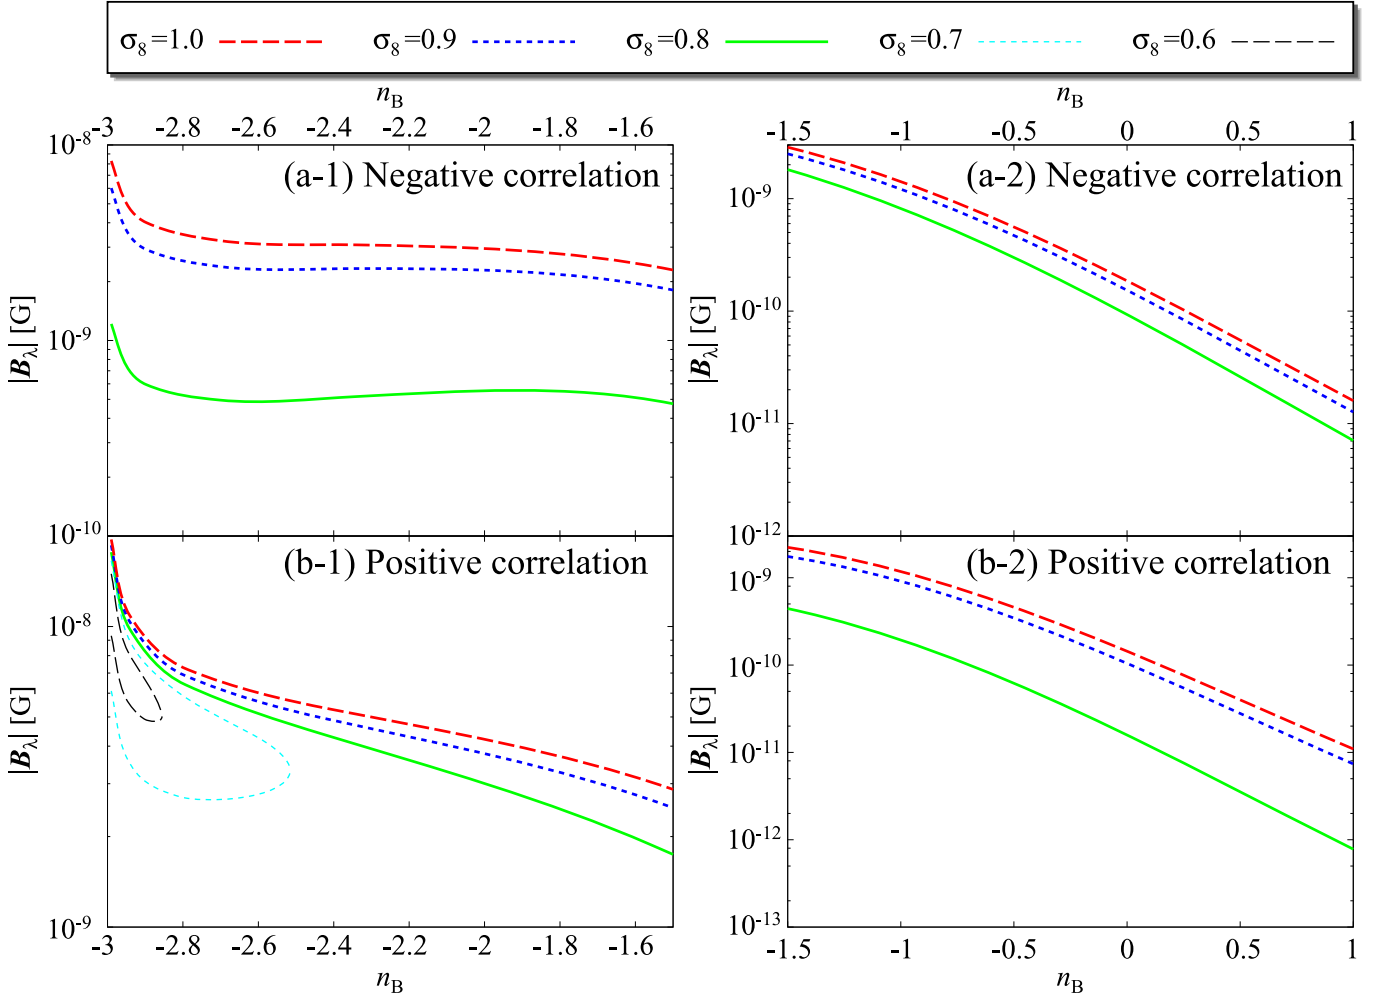 σ8=1.0 σ8=0.9 σ8=0.8 σ8=0.7 σ8=0.6
nB nB
-3 -2.8 -2.6 -2.4 -2.2 -2 -1.8 -1.6 -1.5 -1 -0.5 0 0.5 1
(a-1) Negative correlation
10-8
10-9
10-10
|Bλ| [G]
(a-2) Negative correlation
10-9
10-10
10-11
10-12
|Bλ| [G]
(b-1) Positive correlation
10-8
10-9
|Bλ| [G]
-3 -2.8 -2.6 -2.4 -2.2 -2 -1.8 -1.6
nB
(b-2) Positive correlation
10-9
10-10
10-11
10-12
10-13
|Bλ| [G]
-1.5 -1 -0.5 0 0.5 1
nB